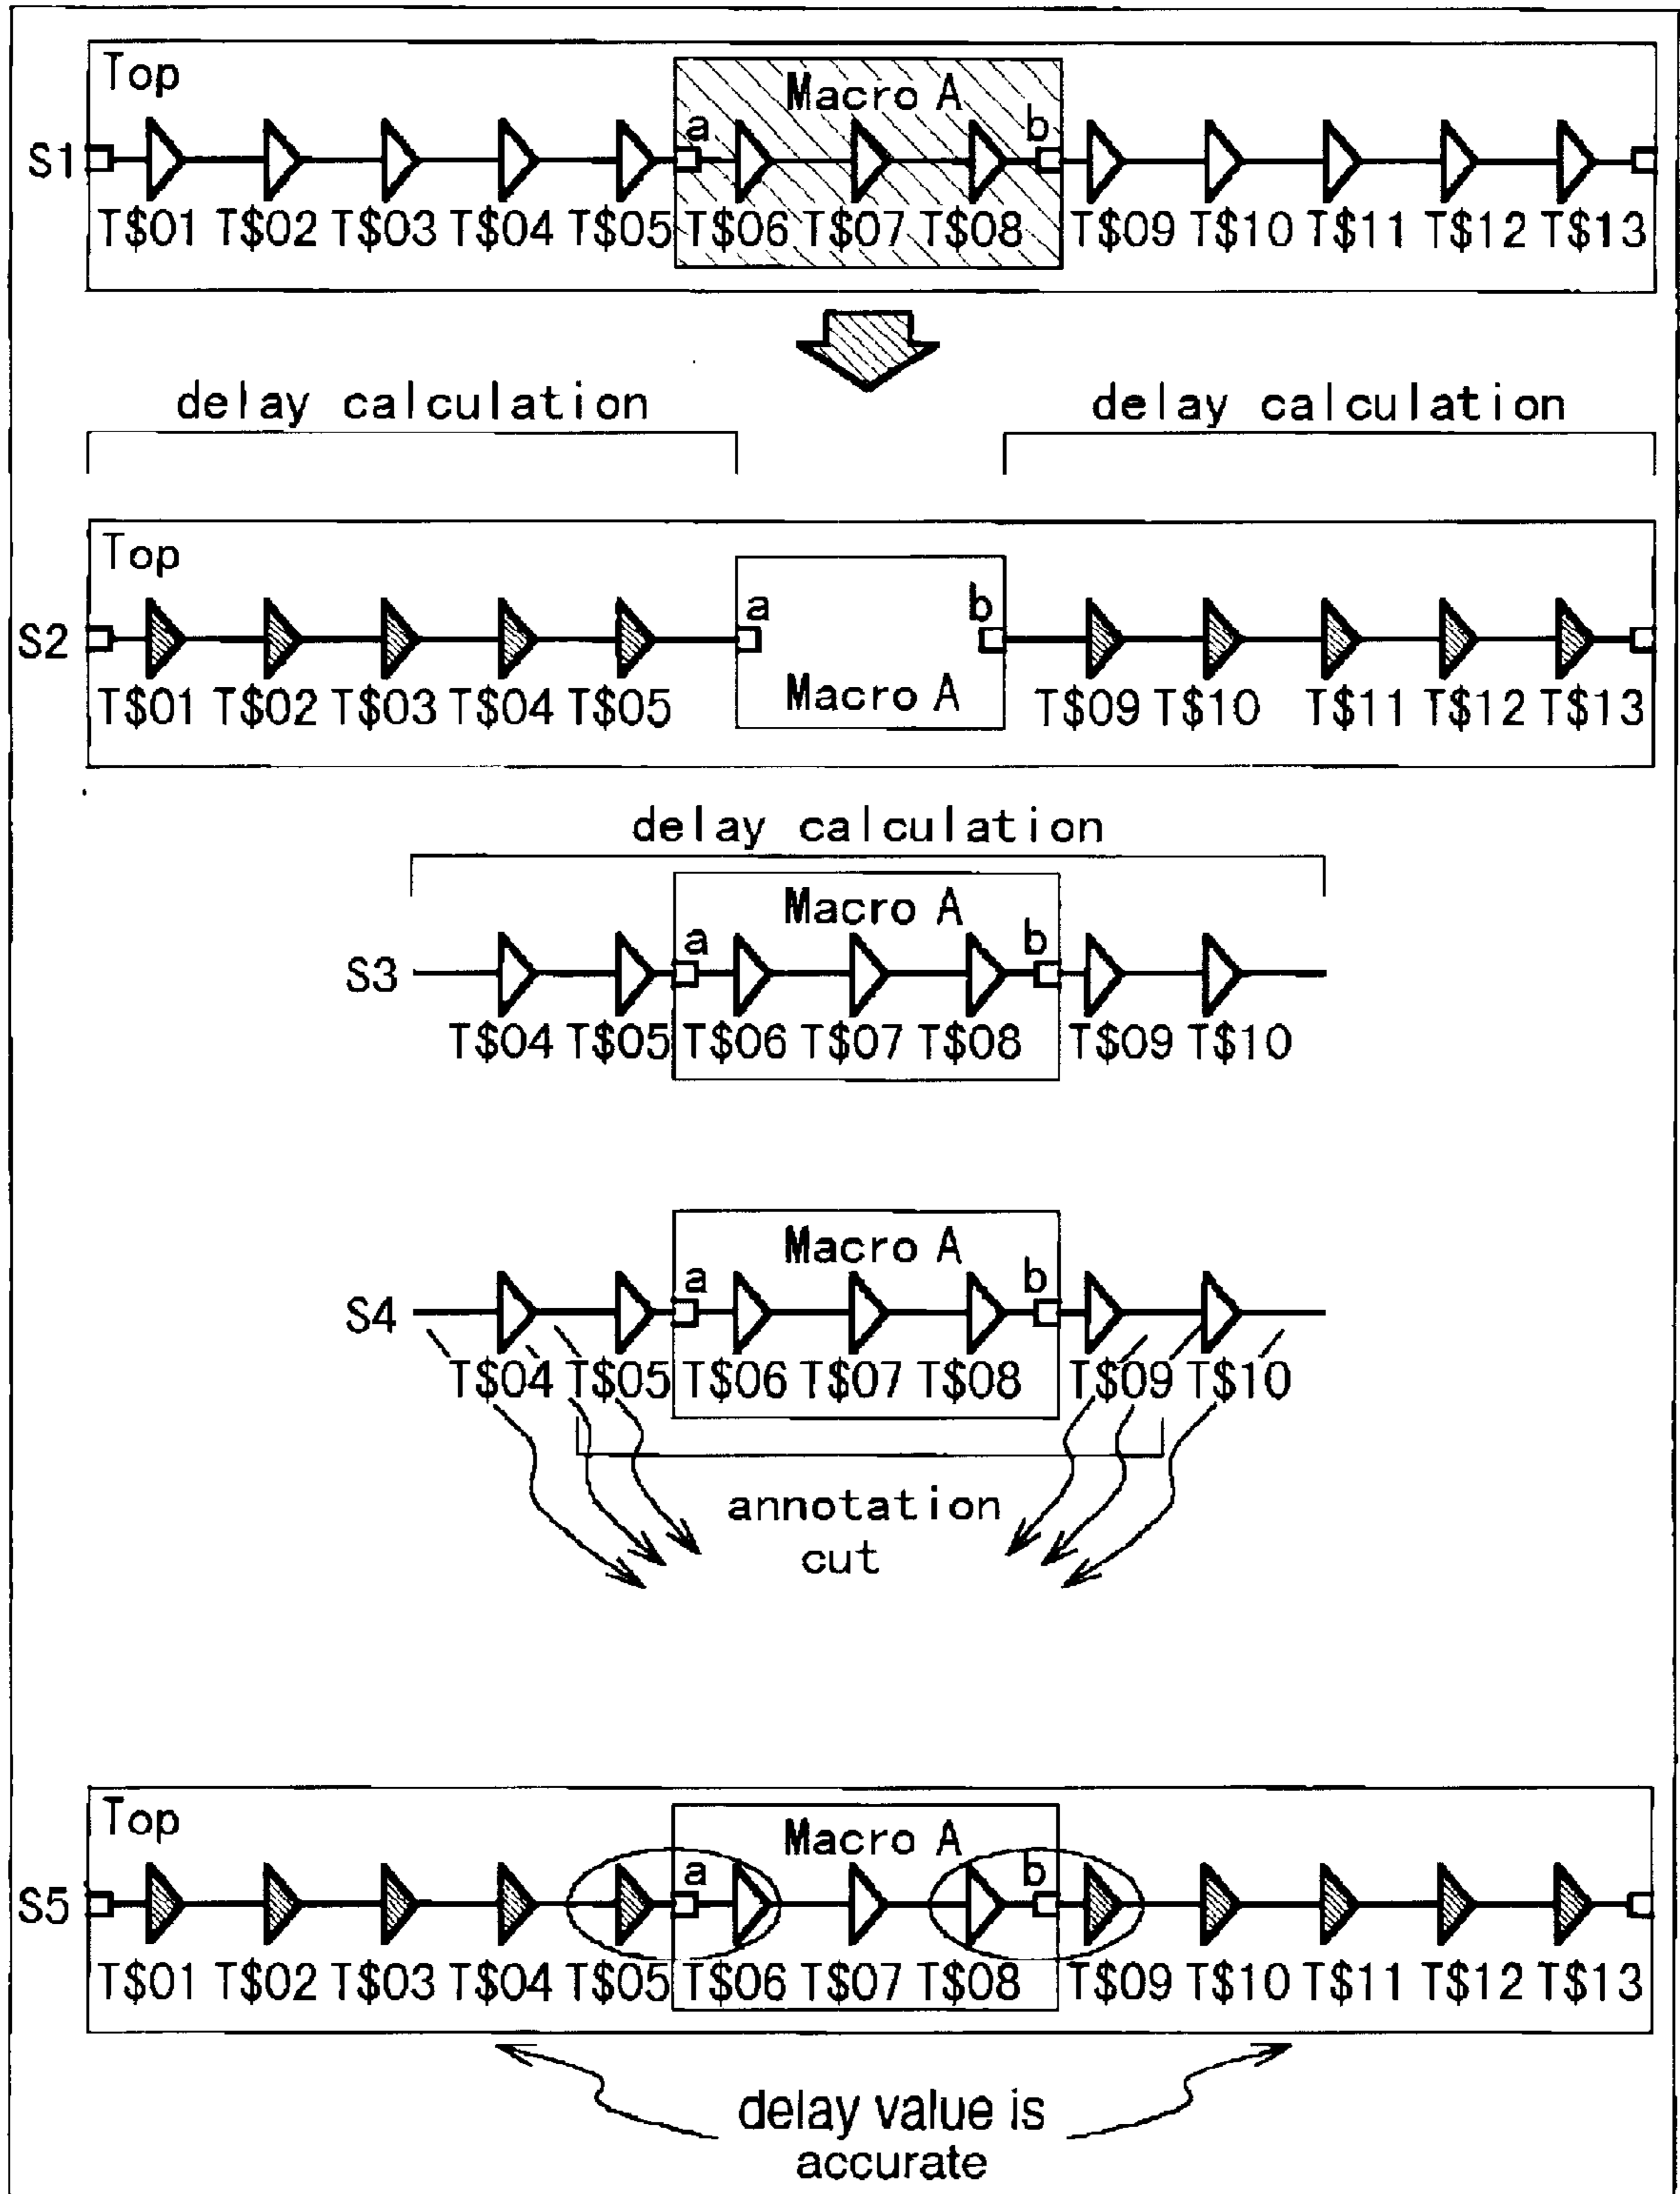 Top
Macro A
S1
a
b
T$01 T$02 T$03 T$04 T$05 T$06 T$07 T$08 T$09 T$10 T$11 T$12 T$13
delay calculation
delay calculation
Top
S2
a
b
Macro A
T$01 T$02 T$03 T$04 T$05 T$09 T$10 T$11 T$12 T$13
delay calculation
Macro A
S3
a
b
T$04 T$05 T$06 T$07 T$08 T$09 T$10
Macro A
S4
a
b
T$04 T$05 T$06 T$07 T$08 T$09 T$10
annotation
cut
Top
Macro A
S5
a
b
T$01 T$02 T$03 T$04 T$05 T$06 T$07 T$08 T$09 T$10 T$11 T$12 T$13
delay value is
accurate